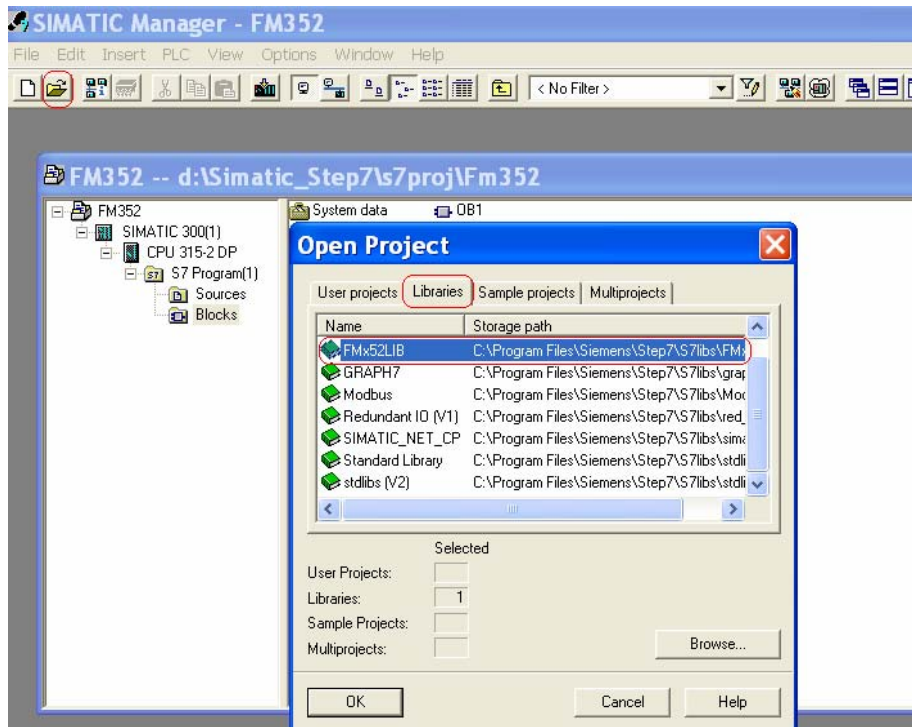 SIMATIC Manager - FM352
File Edit Insert PLC View Options Window Help
< No Filter >
FM352 -- d:\Simatic_Step7\s7proj\Fm352
FM352
SIMATIC 300(1)
CPU 315-2 DP
S7 Program(1)
Sources
Blocks
System data
OB1
Open Project
User projects Libraries Sample projects Multiprojects
Name Storage path
FMx52LIB C:\Program Files\Siemens\Step7\S7libs\FMx
GRAPH7 C:\Program Files\Siemens\Step7\S7libs\grap
Modbus C:\Program Files\Siemens\Step7\S7libs\Moc
Redundant IO (V1) C:\Program Files\Siemens\Step7\S7libs\red_
SIMATIC_NET_CP C:\Program Files\Siemens\Step7\S7libs\sima
Standard Library C:\Program Files\Siemens\Step7\S7libs\stdli
stdlibs (V2) C:\Program Files\Siemens\Step7\S7libs\stdli
Selected
User Projects:
Libraries: 1
Sample Projects:
Multiprojects:
Browse...
OK Cancel Help